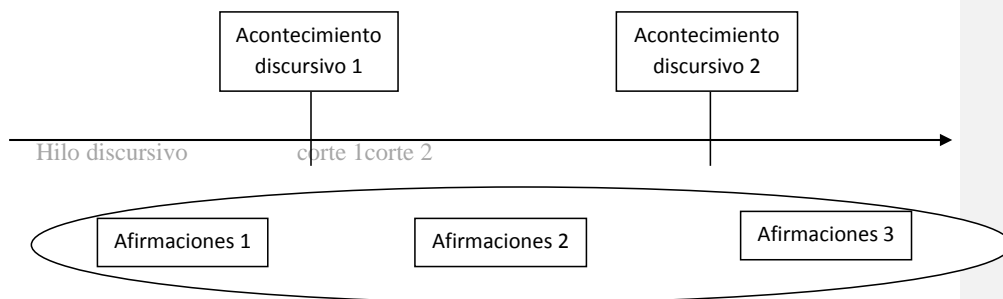 Acontecimiento
discursivo 1
Acontecimiento
discursivo 2
Hilo discursivo corte 1corte 2
Afirmaciones 1
Afirmaciones 2
Afirmaciones 3